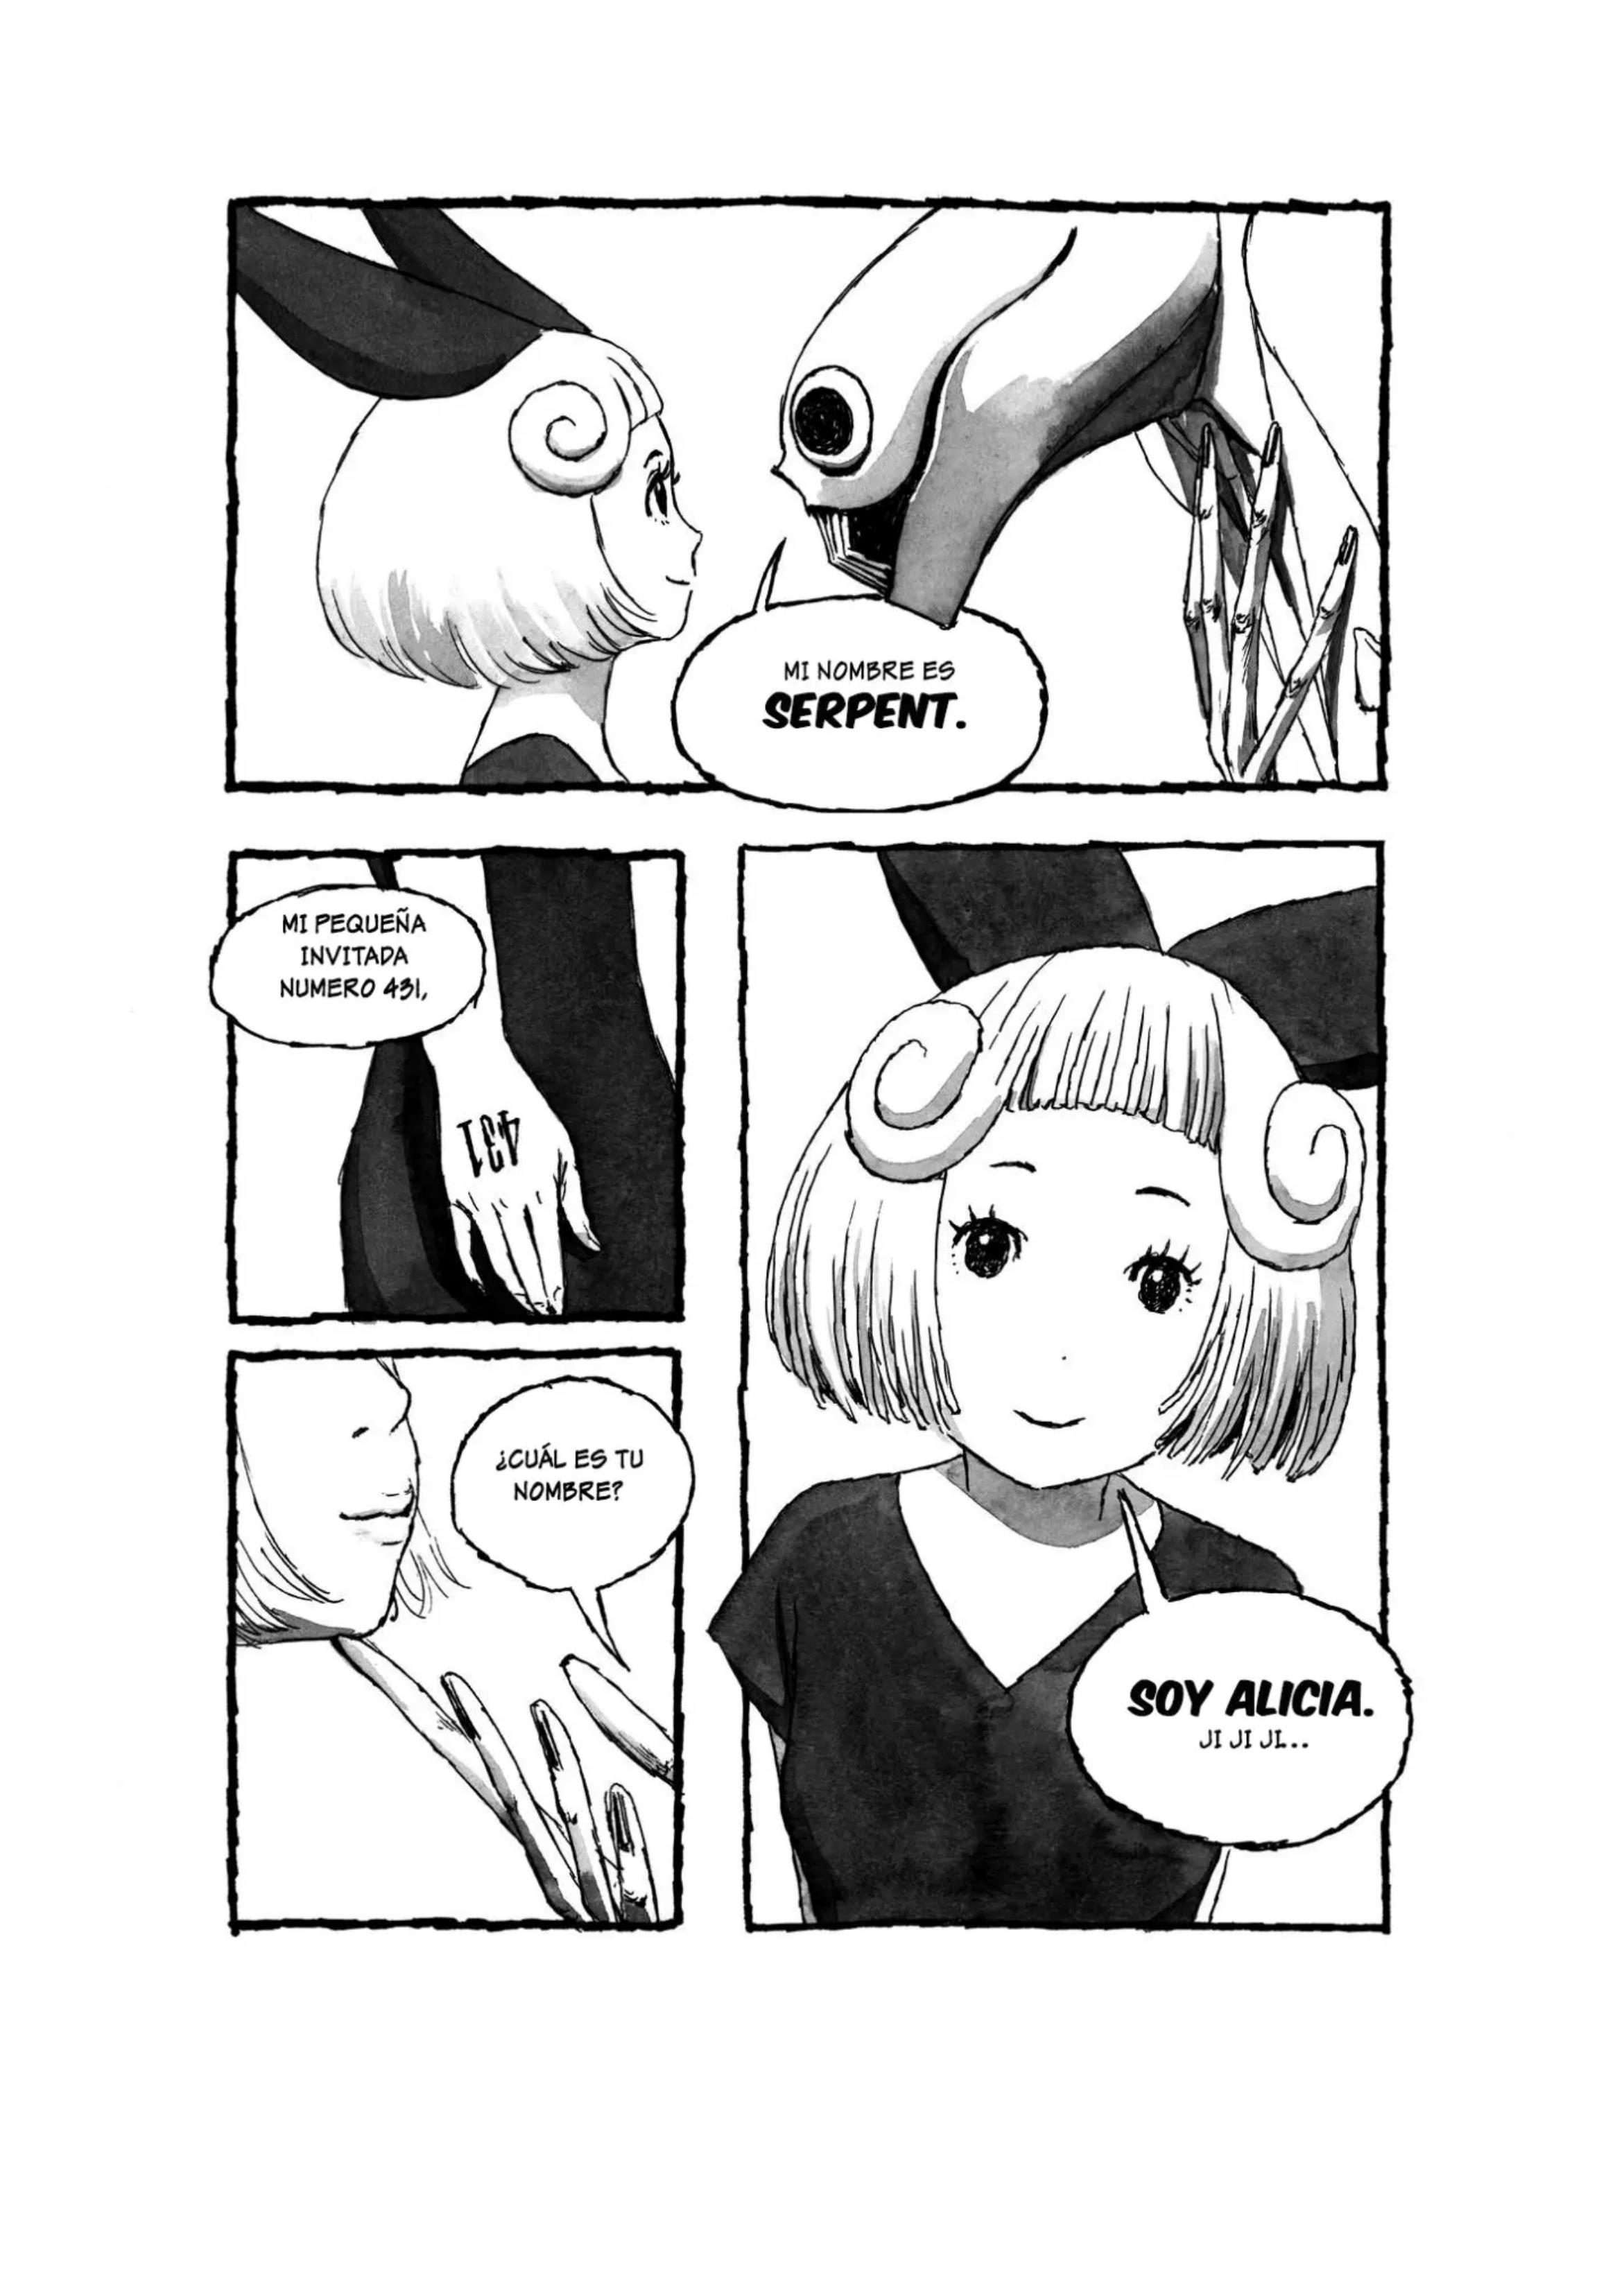 MI NOMBRE ES
SERPENT.
MI PEQUEÑA
INVITADA
NUMERO 431,
431
¿CUÁL ES TU
NOMBRE?
SOY ALICIA.
JI JI JI...